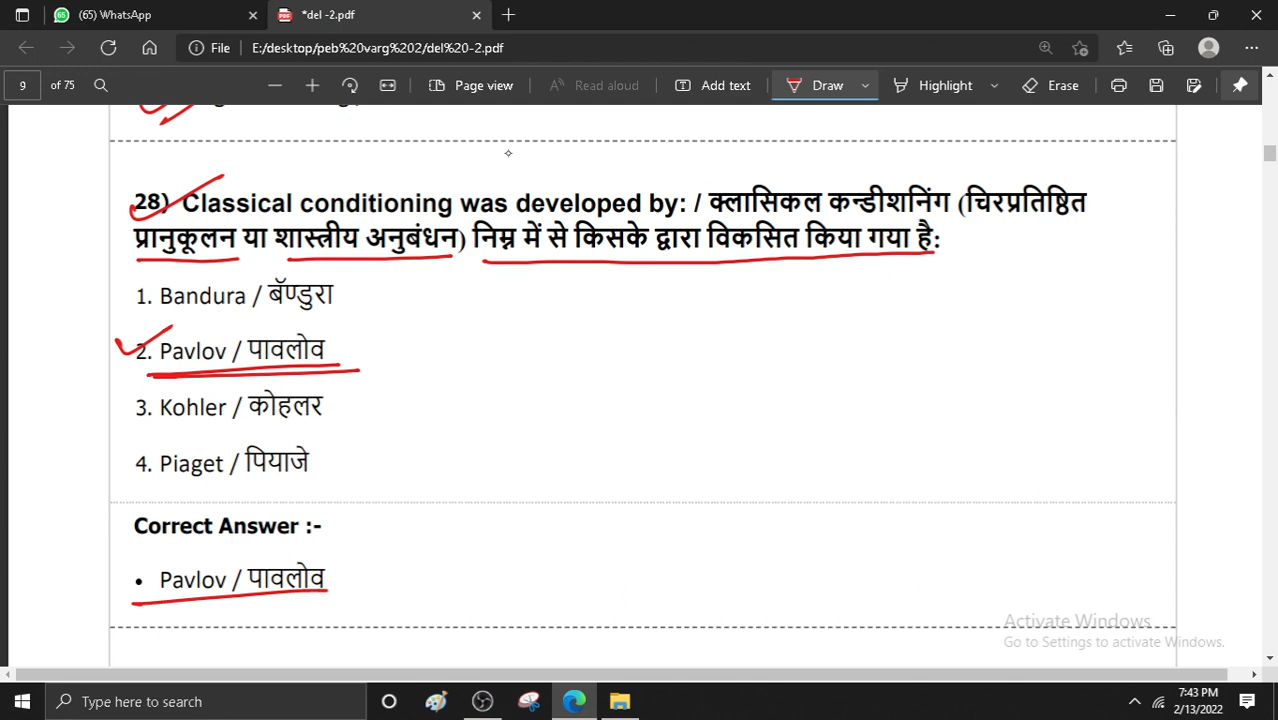 (65) WhatsApp
*del -2.pdf
File
E:/desktop/peb%20varg%202/del%20-2.pdf
9 of 75
Page view
Read aloud
Add text
Draw
Highlight
Erase
28) Classical conditioning was developed by: / क्लासिकल कन्डीशनिंग (चिरप्रतिष्ठित
प्रानुकूलन या शास्त्रीय अनुबंधन) निम्न में से किसके द्वारा विकसित किया गया है:
1. Bandura / बॅण्डुरा
2. Pavlov / पावलोव
3. Kohler / कोहलर
4. Piaget / पियाजे
Correct Answer :-
• Pavlov / पावलोव
Activate Windows
Go to Settings to activate Windows.
Type here to search
7:43 PM
2/13/2022